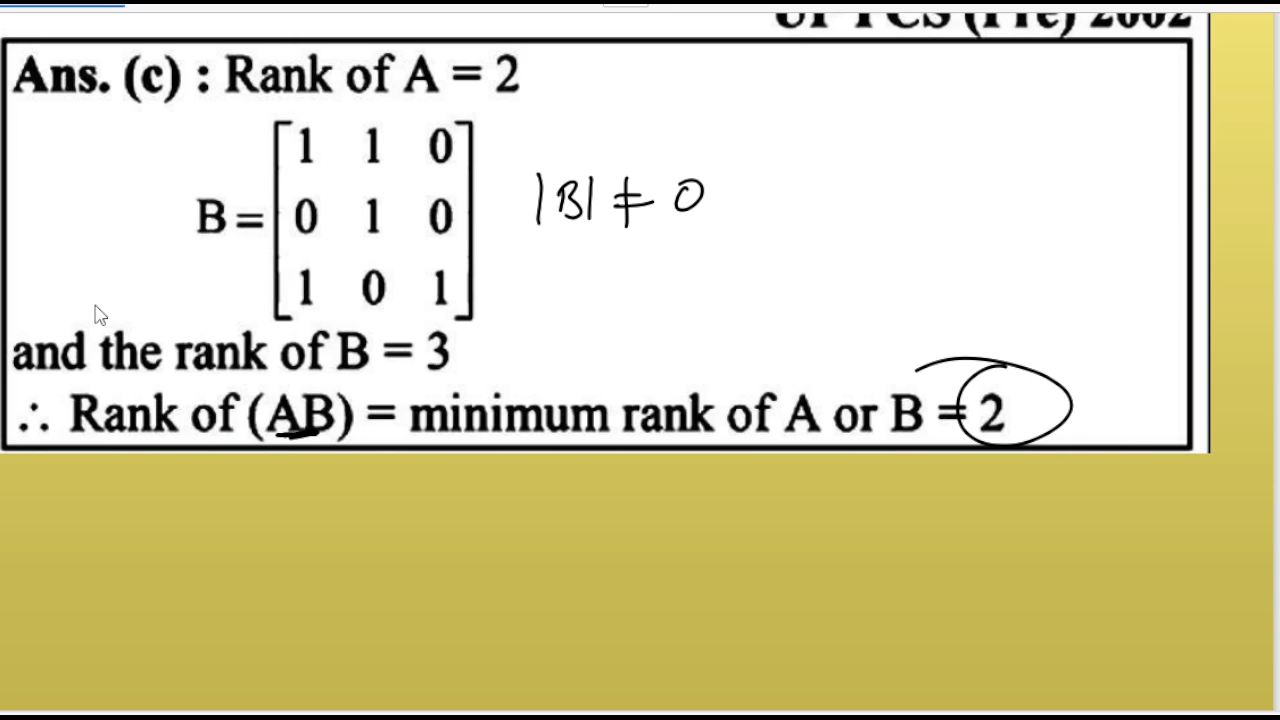 Ans. (c) : Rank of A = 2
B = [1 1 0
0 1 0
1 0 1]
|B| ≠ 0
and the rank of B = 3
∴ Rank of (AB) = minimum rank of A or B = 2